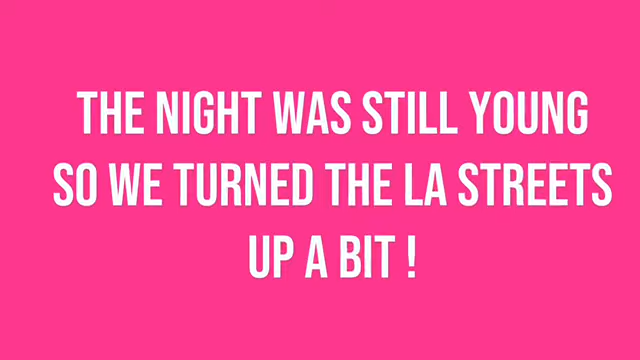 THE NIGHT WAS STILL YOUNG
SO WE TURNED THE LA STREETS
UP A BIT !